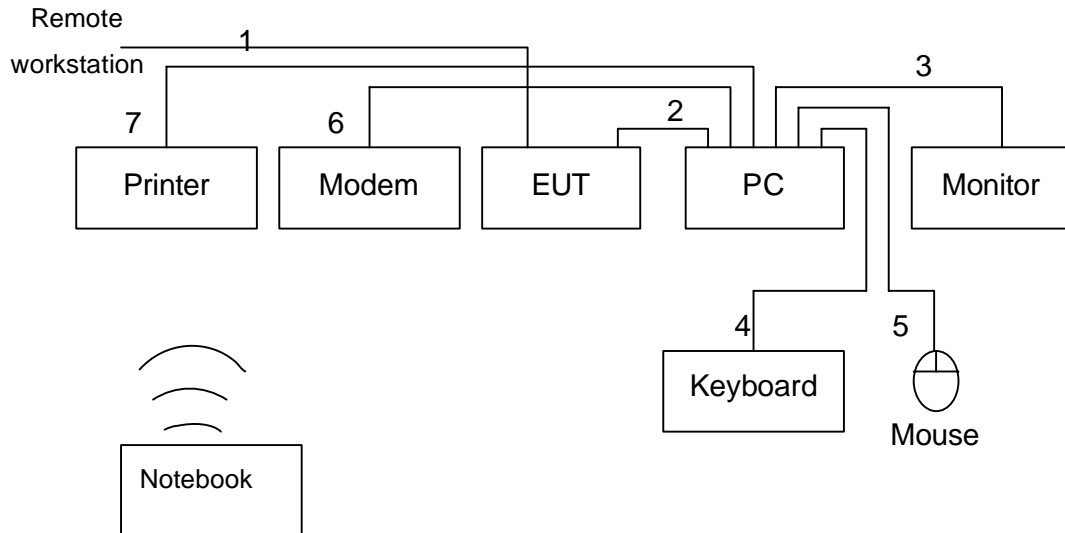 Remote
workstation
1
3
2
7
6
Printer
Modem
EUT
PC
Monitor
4
5
Keyboard
Mouse
Notebook